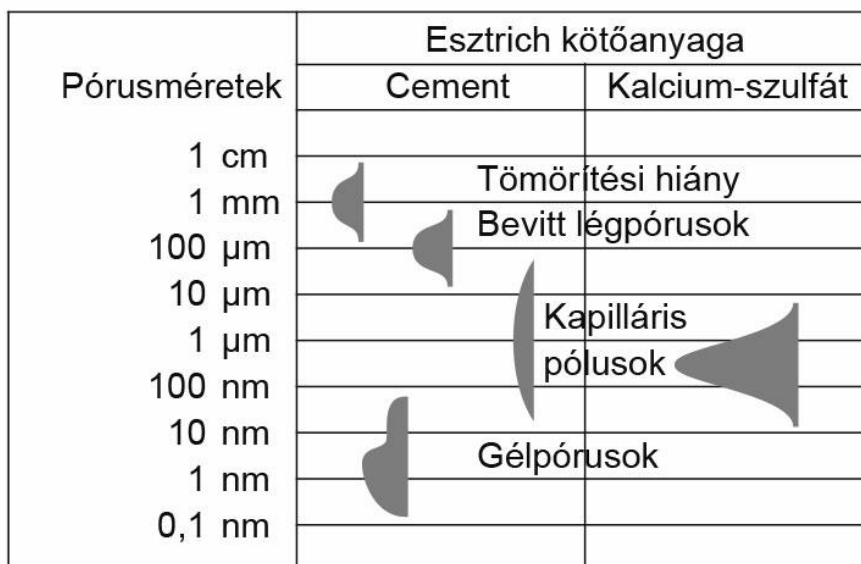 Esztrich kötőanyaga
Pórusméretek Cement Kalcium-szulfát
1 cm
Tömörítési hiány
1 mm
Bevitt légpórusok
100 µm
10 µm
Kapilláris
1 µm
pólusok
100 nm
10 nm
Gélpórusok
1 nm
0,1 nm